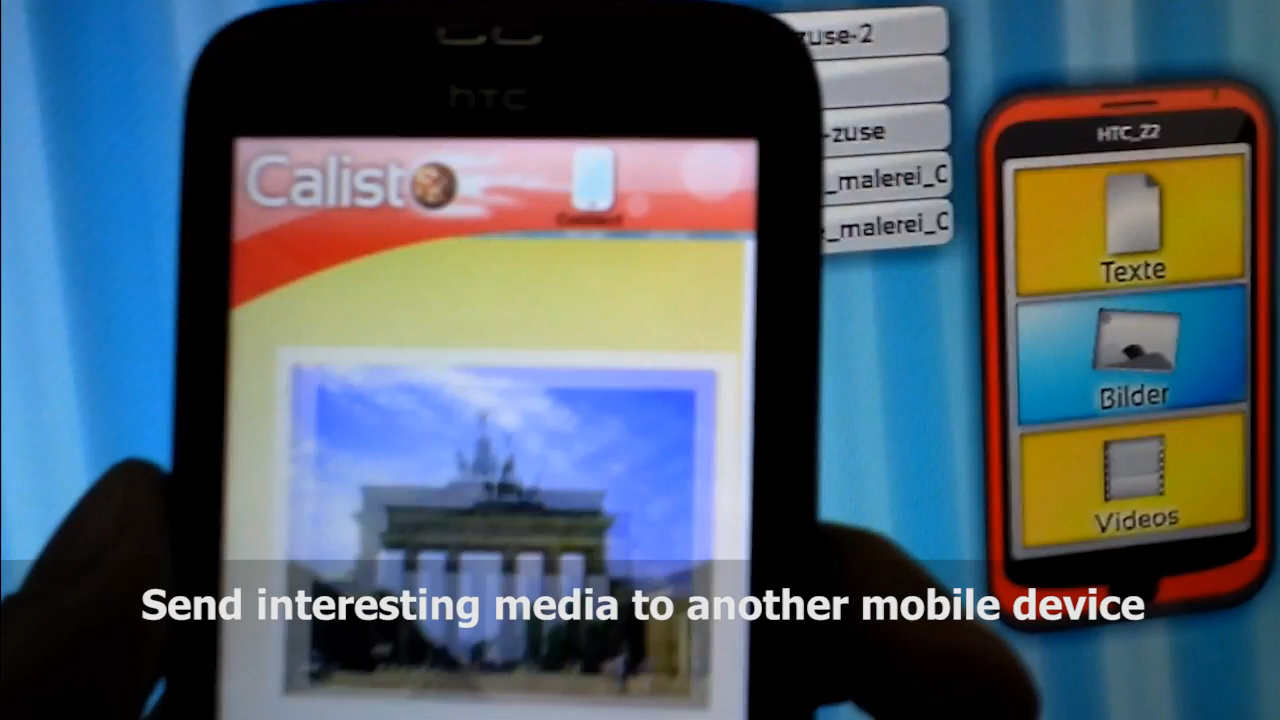 zuse-2
hTC
HTC_Z2
Calisto
-zuse
_malerei_C
Texte
_malerei_C
Bilder
Videos
Send interesting media to another mobile device